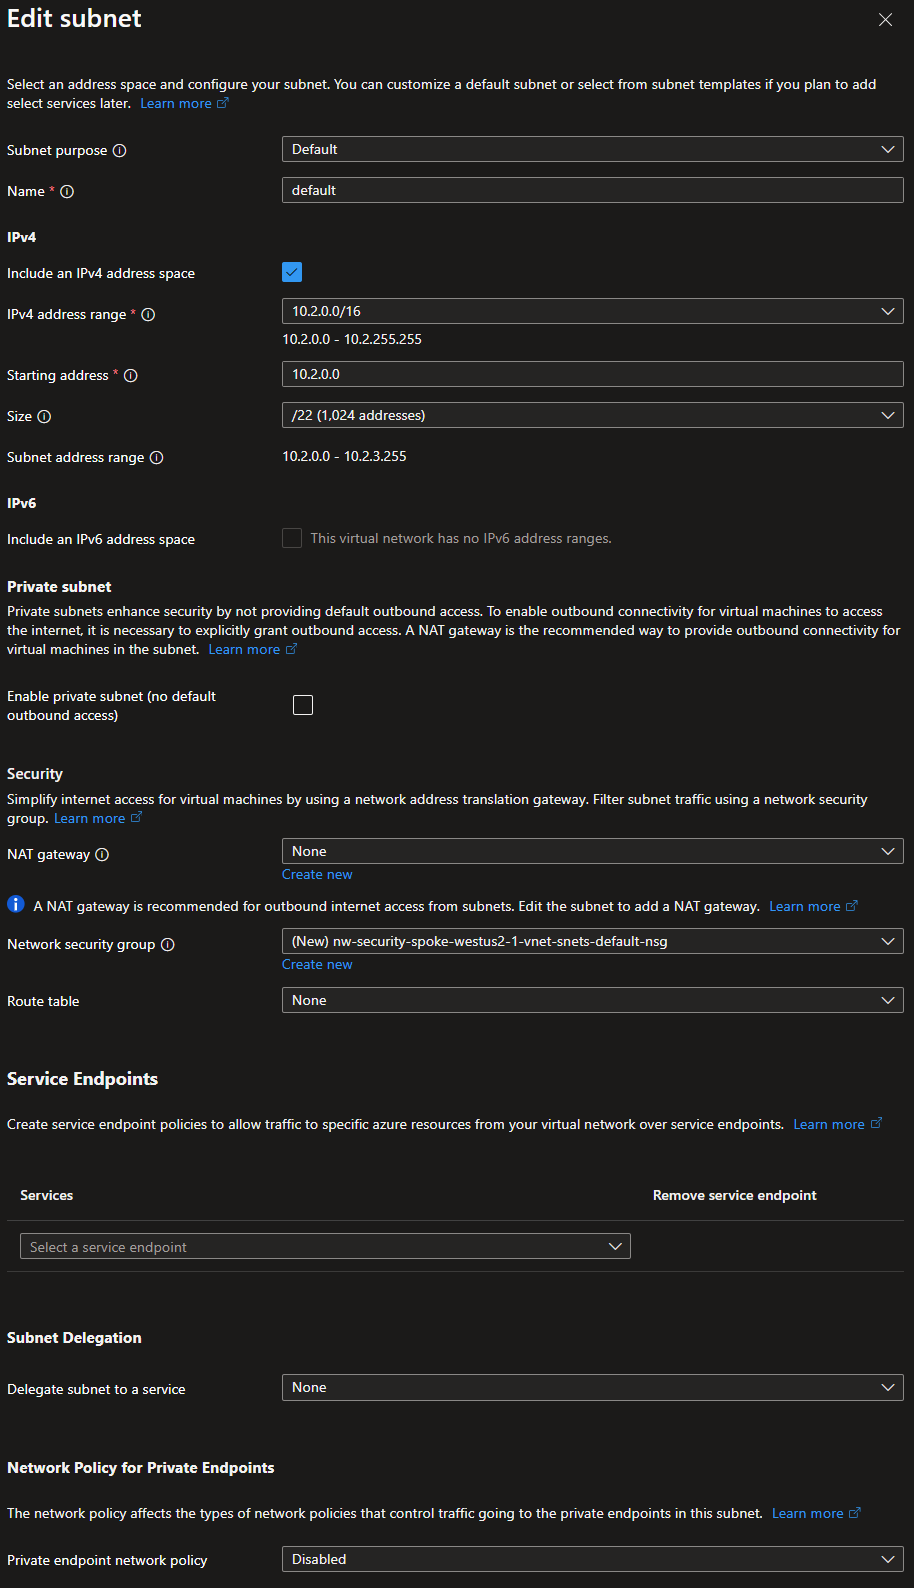 Edit subnet
Select an address space and configure your subnet. You can customize a default subnet or select from subnet templates if you plan to add
select services later. Learn more
Subnet purpose
Default
Name *
default
IPv4
Include an IPv4 address space
IPv4 address range *
10.2.0.0/16
10.2.0.0 - 10.2.255.255
Starting address *
10.2.0.0
Size
/22 (1,024 addresses)
Subnet address range
10.2.0.0 - 10.2.3.255
IPv6
Include an IPv6 address space
This virtual network has no IPv6 address ranges.
Private subnet
Private subnets enhance security by not providing default outbound access. To enable outbound connectivity for virtual machines to access
the internet, it is necessary to explicitly grant outbound access. A NAT gateway is the recommended way to provide outbound connectivity for
virtual machines in the subnet. Learn more
Enable private subnet (no default
outbound access)
Security
Simplify internet access for virtual machines by using a network address translation gateway. Filter subnet traffic using a network security
group. Learn more
NAT gateway
None
Create new
A NAT gateway is recommended for outbound internet access from subnets. Edit the subnet to add a NAT gateway. Learn more
Network security group
(New) nw-security-spoke-westus2-1-vnet-snets-default-nsg
Create new
Route table
None
Service Endpoints
Create service endpoint policies to allow traffic to specific azure resources from your virtual network over service endpoints. Learn more
Services
Remove service endpoint
Select a service endpoint
Subnet Delegation
Delegate subnet to a service
None
Network Policy for Private Endpoints
The network policy affects the types of network policies that control traffic going to the private endpoints in this subnet. Learn more
Private endpoint network policy
Disabled